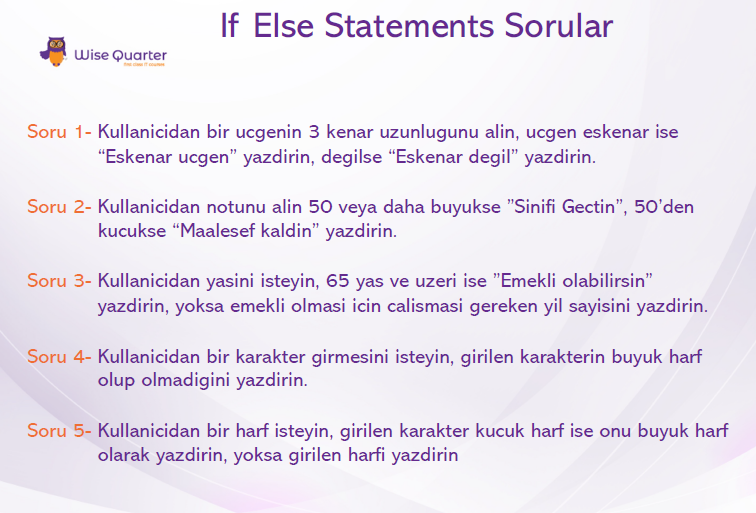 If Else Statements Sorular
Wise Quarter
first class IT courses
Soru 1- Kullanicidan bir ucgenin 3 kenar uzunlugunu alin, ucgen eskenar ise
“Eskenar ucgen” yazdirin, degilse “Eskenar degil” yazdirin.
Soru 2- Kullanicidan notunu alin 50 veya daha buyukse ”Sinifi Gectin”, 50’den
kucukse “Maalesef kaldin” yazdirin.
Soru 3- Kullanicidan yasini isteyin, 65 yas ve uzeri ise ”Emekli olabilirsin”
yazdirin, yoksa emekli olmasi icin calismasi gereken yil sayisini yazdirin.
Soru 4- Kullanicidan bir karakter girmesini isteyin, girilen karakterin buyuk harf
olup olmadigini yazdirin.
Soru 5- Kullanicidan bir harf isteyin, girilen karakter kucuk harf ise onu buyuk harf
olarak yazdirin, yoksa girilen harfi yazdirin